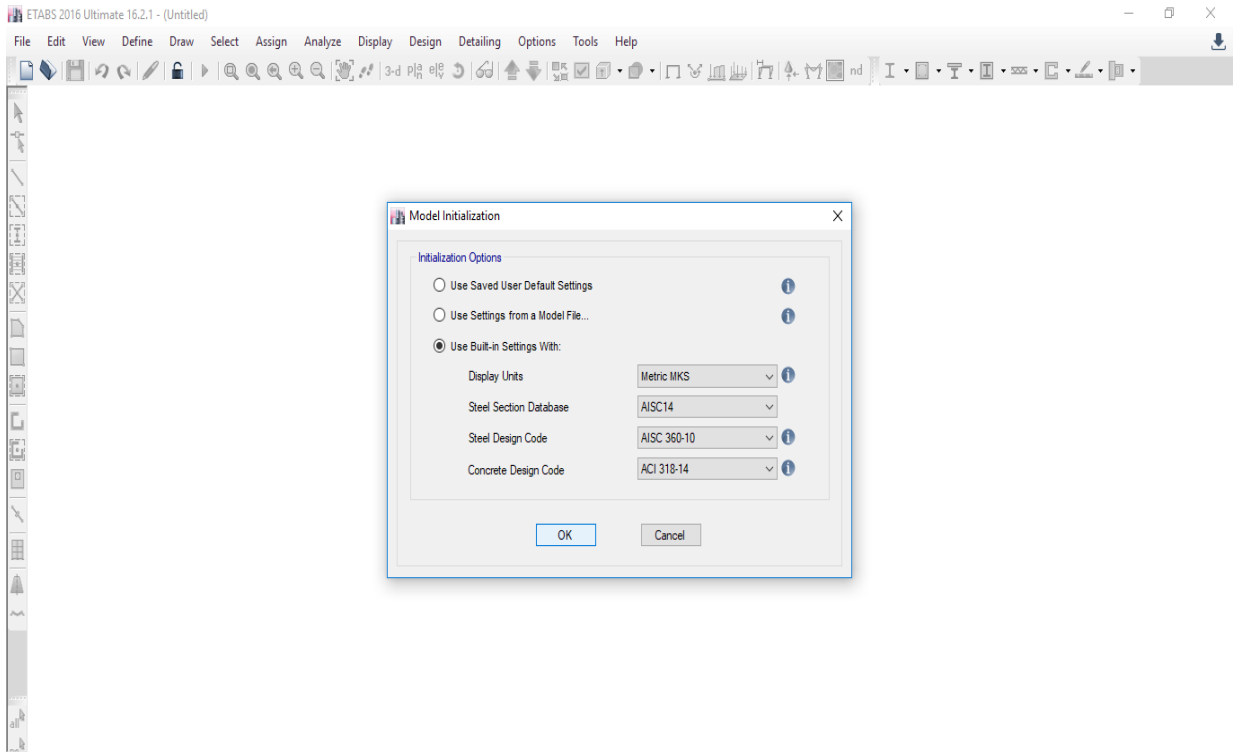 ETABS 2016 Ultimate 16.2.1 - (Untitled)
File Edit View Define Draw Select Assign Analyze Display Design Detailing Options Tools Help
3-d nd
Model Initialization
Initialization Options
Use Saved User Default Settings
Use Settings from a Model File...
Use Built-in Settings With:
Display Units Metric MKS
Steel Section Database AISC14
Steel Design Code AISC 360-10
Concrete Design Code ACI 318-14
OK Cancel
all